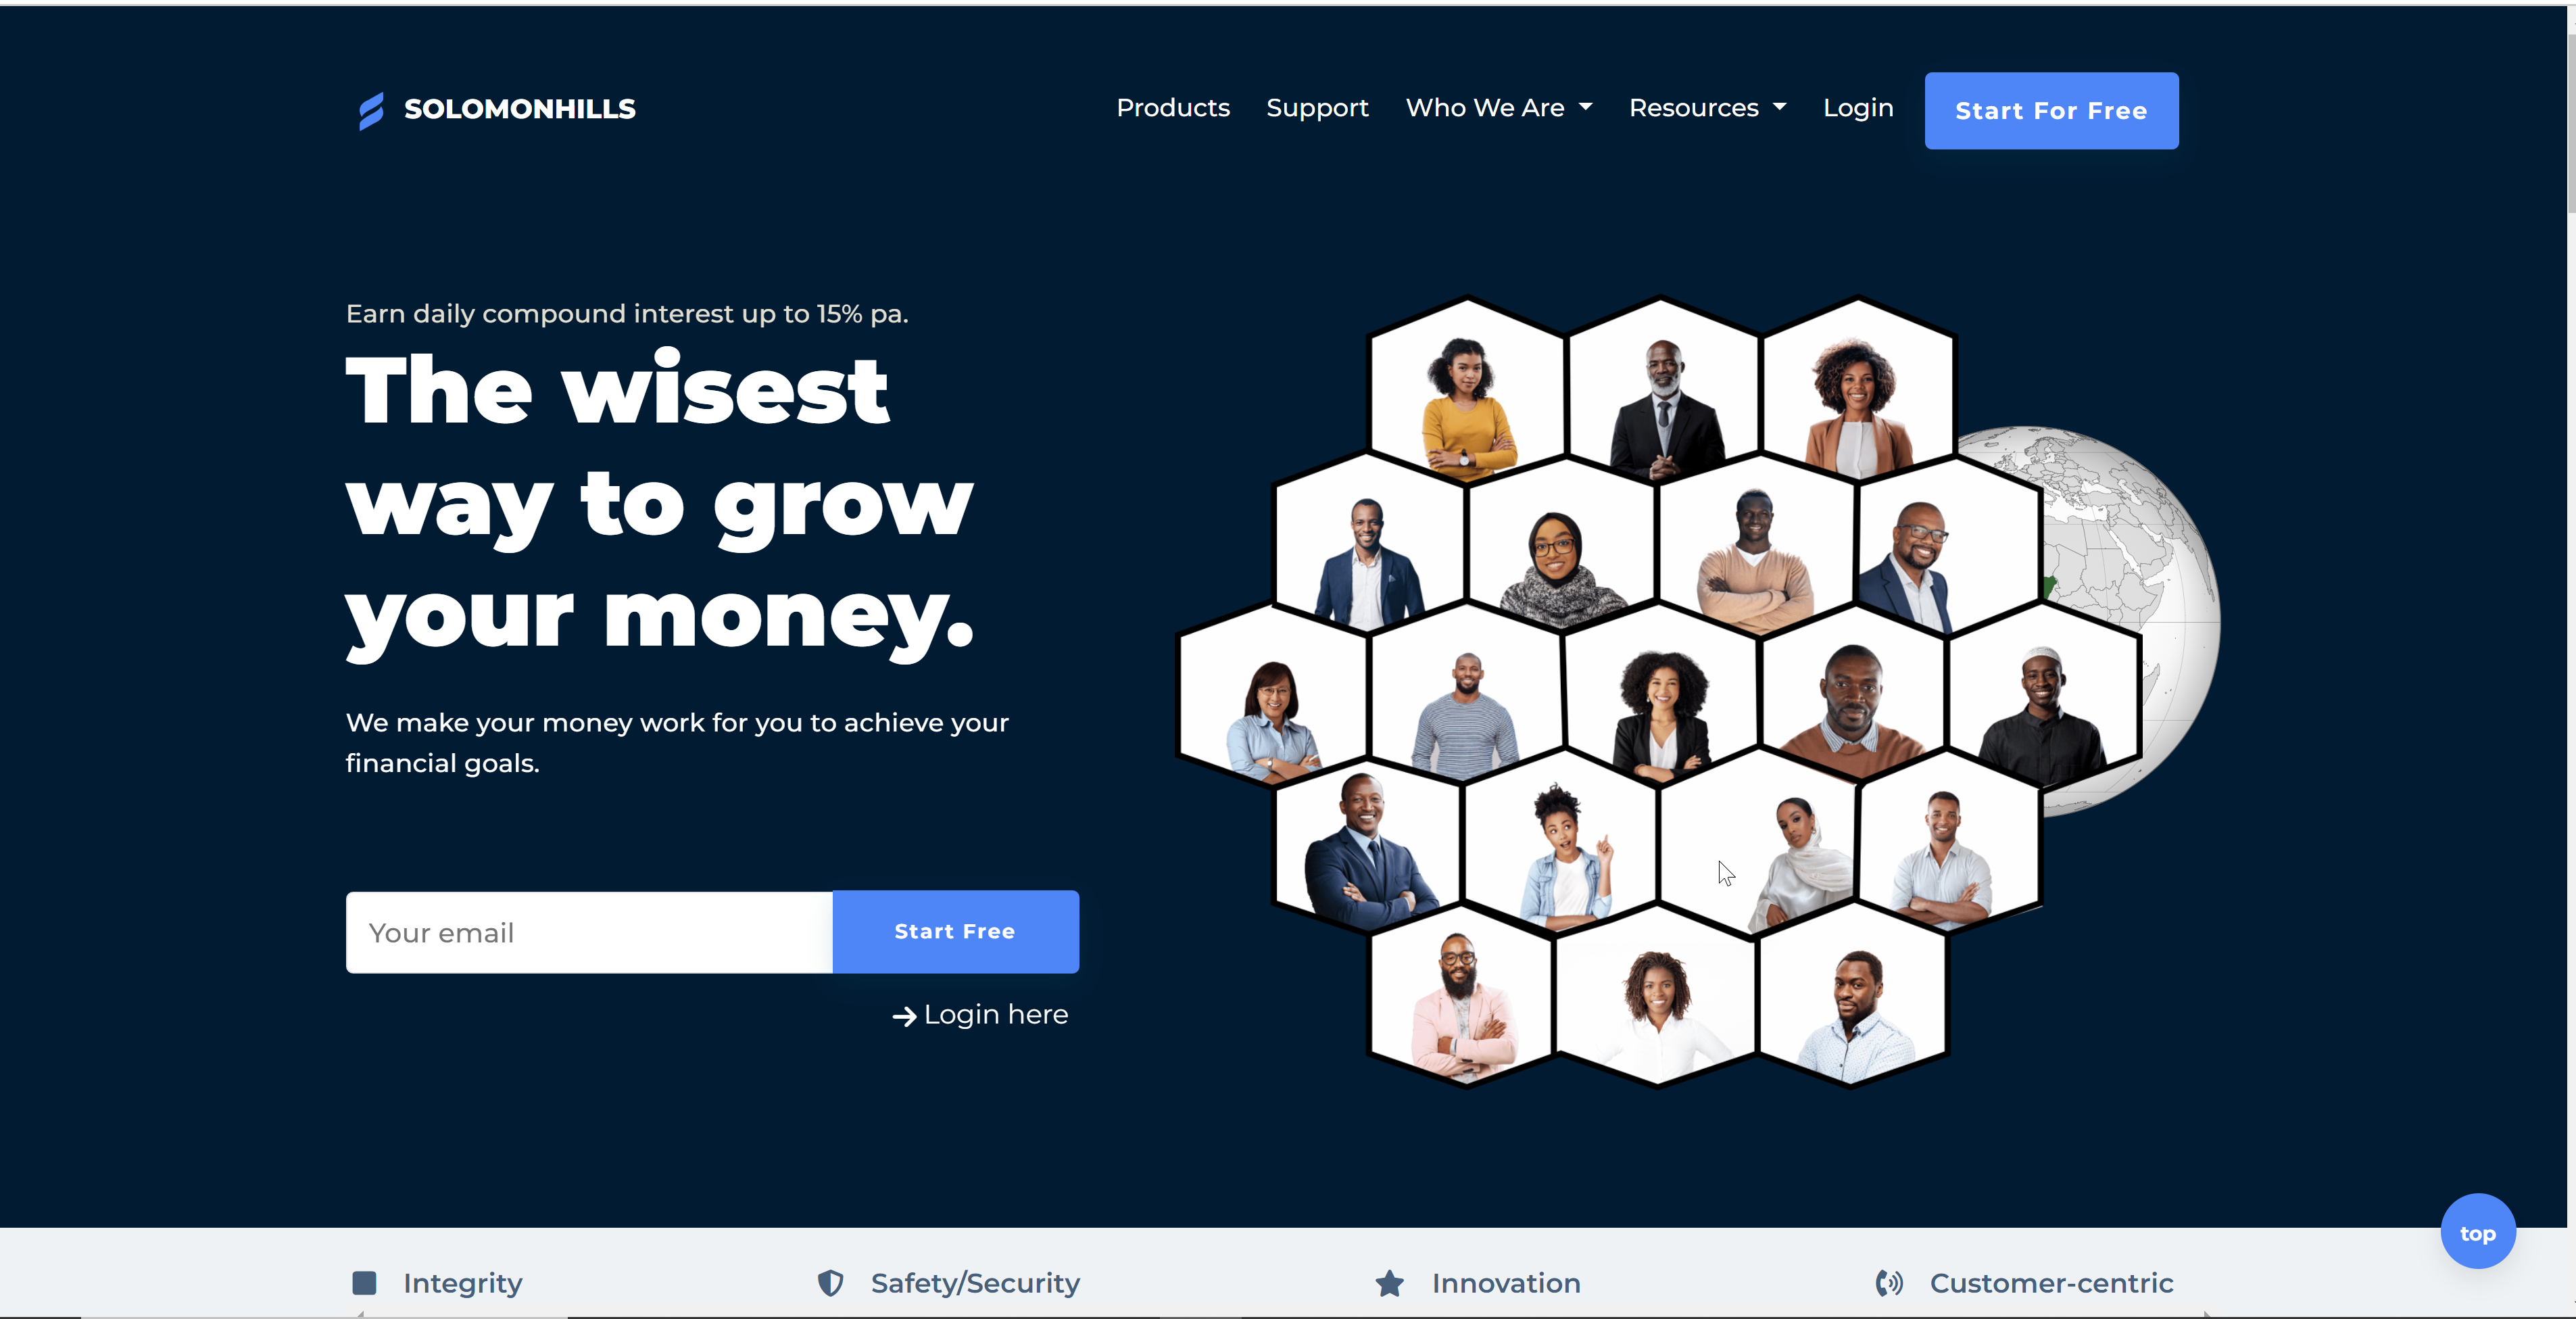 SOLOMONHILLS
Products Support Who We Are Resources Login Start For Free
Earn daily compound interest up to 15% pa.
The wisest
way to grow
your money.
We make your money work for you to achieve your
financial goals.
Your email Start Free
Login here
top
Integrity Safety/Security Innovation Customer-centric